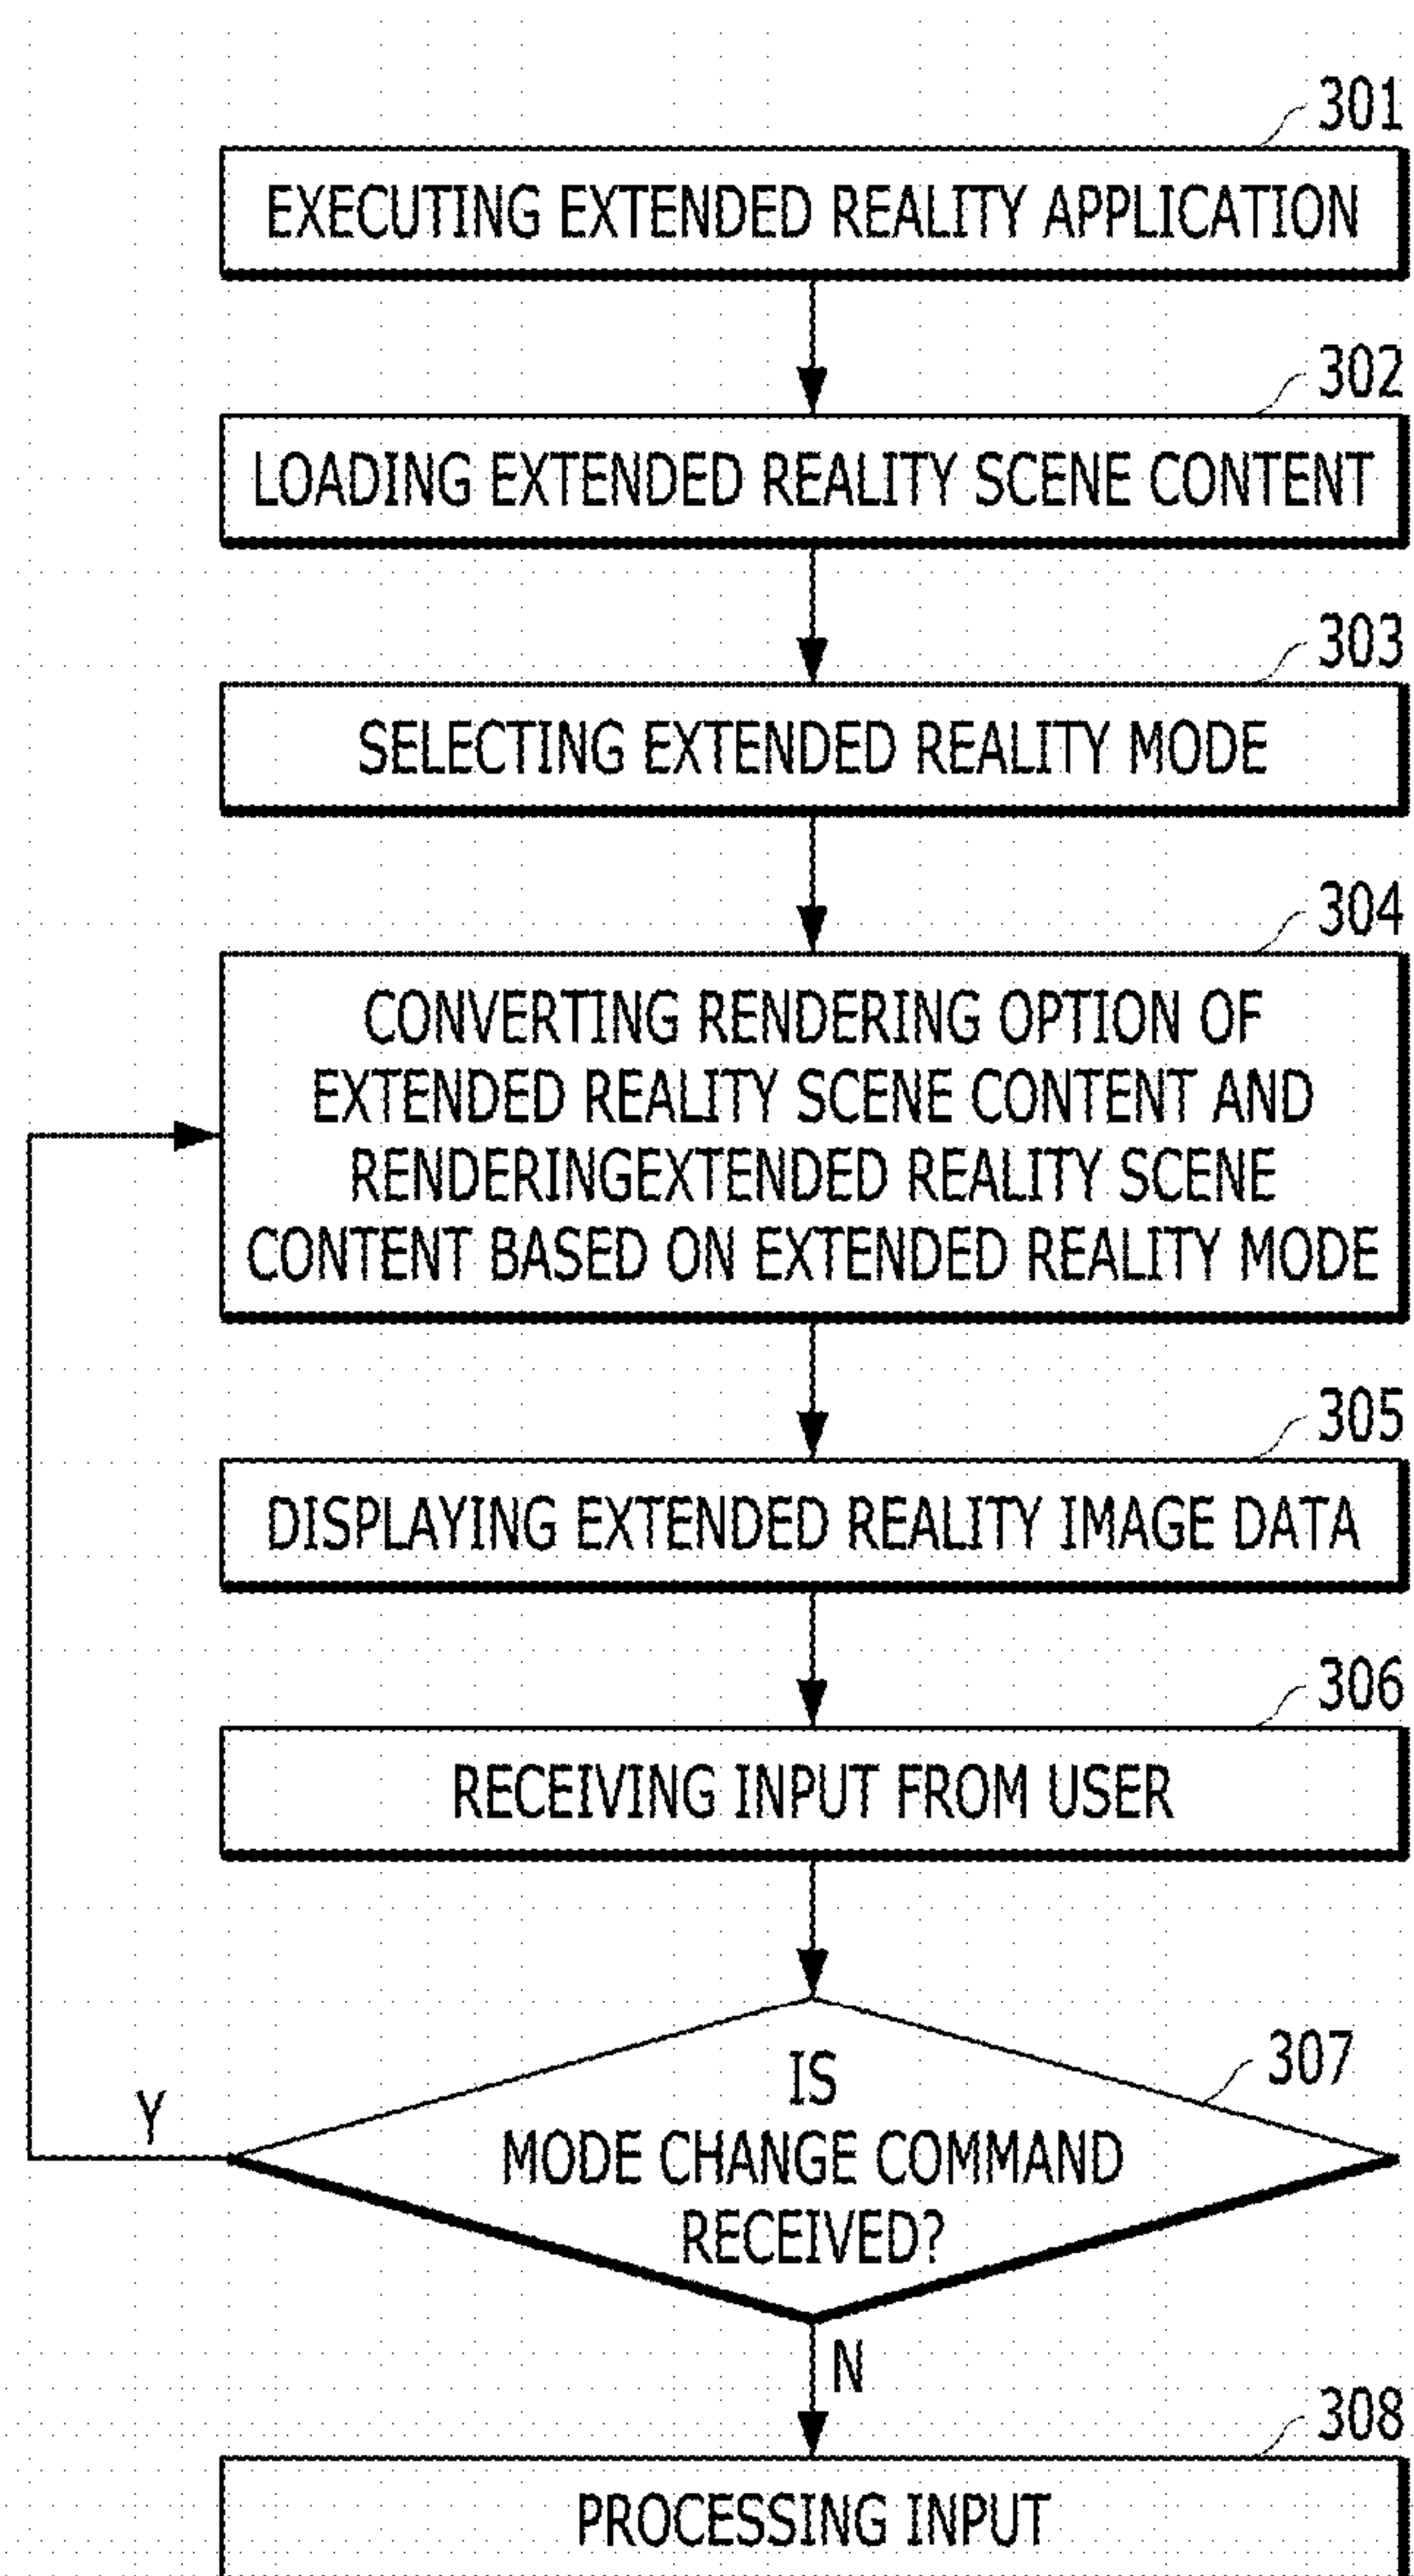 301
EXECUTING EXTENDED REALITY APPLICATION
302
LOADING EXTENDED REALITY SCENE CONTENT
303
SELECTING EXTENDED REALITY MODE
304
CONVERTING RENDERING OPTION OF
EXTENDED REALITY SCENE CONTENT AND
RENDERINGEXTENDED REALITY SCENE
CONTENT BASED ON EXTENDED REALITY MODE
305
DISPLAYING EXTENDED REALITY IMAGE DATA
306
RECEIVING INPUT FROM USER
307
IS
MODE CHANGE COMMAND
RECEIVED?
Y
N
308
PROCESSING INPUT